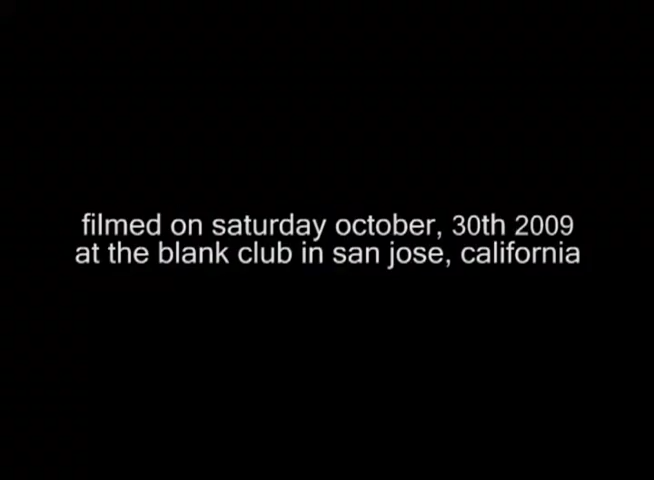 filmed on saturday october, 30th 2009
at the blank club in san jose, california